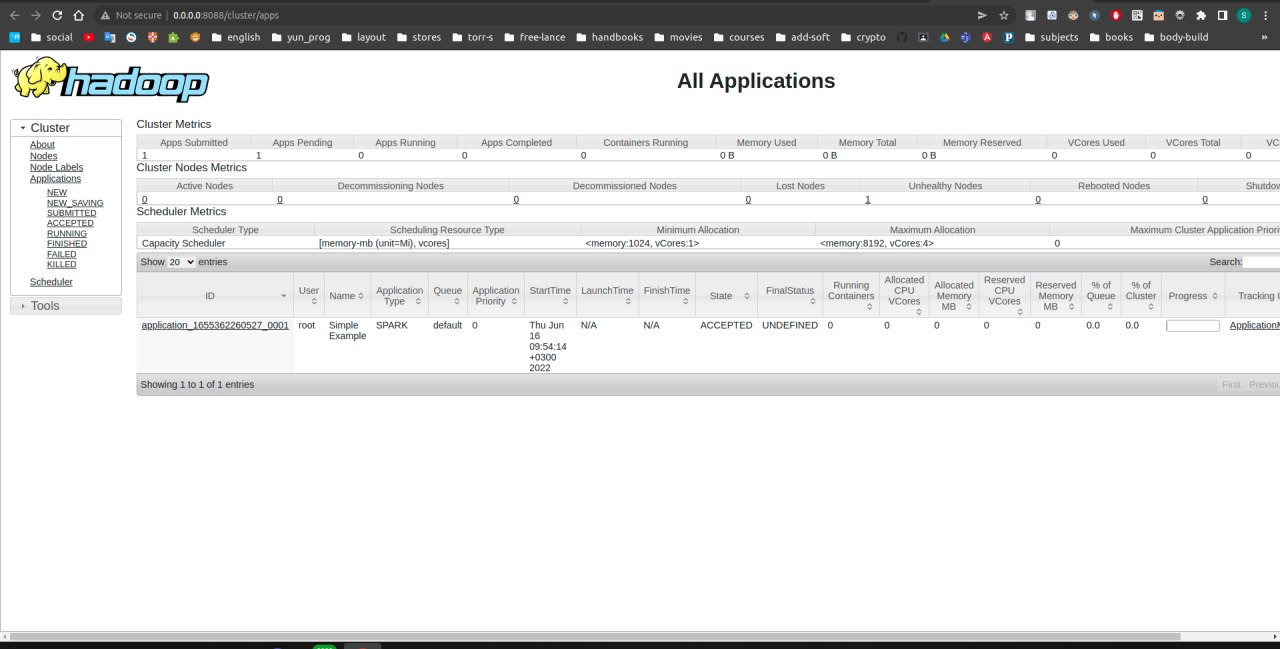 Not secure | 0.0.0.0:8088/cluster/apps
social english yun_prog layout stores torr-s free-lance handbooks movies courses add-soft crypto subjects books body-build »
hadoop
All Applications
Cluster
About
Nodes
Node Labels
Applications
NEW
NEW_SAVING
SUBMITTED
ACCEPTED
RUNNING
FINISHED
FAILED
KILLED
Scheduler
Tools
Cluster Metrics
Apps Submitted Apps Pending Apps Running Apps Completed Containers Running Memory Used Memory Total Memory Reserved VCores Used VCores Total VC
1 1 0 0 0 0 B 0 B 0 B 0 0 0
Cluster Nodes Metrics
Active Nodes Decommissioning Nodes Decommissioned Nodes Lost Nodes Unhealthy Nodes Rebooted Nodes Shutdow
0 0 0 0 1 0 0
Scheduler Metrics
Scheduler Type Scheduling Resource Type Minimum Allocation Maximum Allocation Maximum Cluster Application Priori
Capacity Scheduler [memory-mb (unit=Mi), vcores] <memory:1024, vCores:1> <memory:8192, vCores:4> 0
Show 20 entries Search:
ID User Name Application Type Queue Application Priority StartTime LaunchTime FinishTime State FinalStatus Running Containers Allocated CPU VCores Allocated Memory MB Reserved CPU VCores Reserved Memory MB % of Queue % of Cluster Progress Tracking U
application_1655362260527_0001 root Simple SPARK default 0 Thu Jun N/A N/A ACCEPTED UNDEFINED 0 0 0 0 0 0.0 0.0 ApplicationM
Example 16
09:54:14
+0300
2022
Showing 1 to 1 of 1 entries First Previou